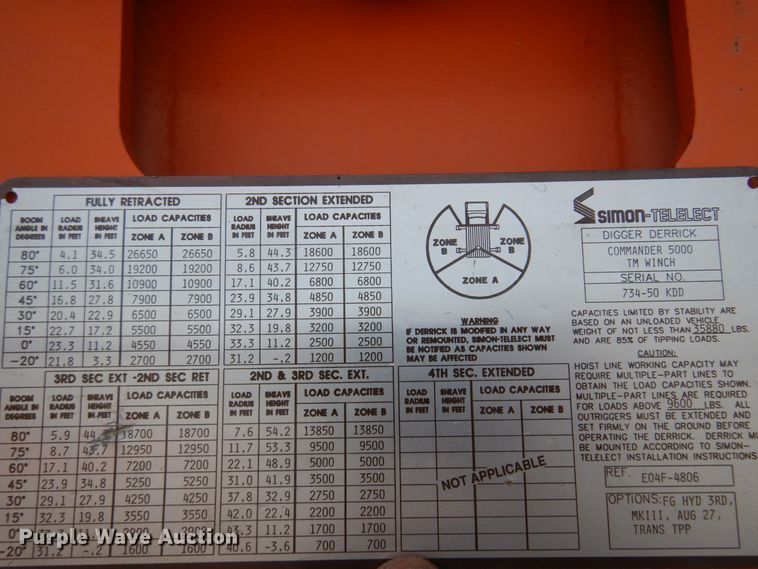 FULLY RETRACTED
2ND SECTION EXTENDED
BOOM ANGLE IN DEGREES LOAD RADIUS IN FEET SHEAVE HEIGHT IN FEET LOAD CAPACITIES ZONE A ZONE B LOAD RADIUS IN FEET SHEAVE HEIGHT IN FEET LOAD CAPACITIES ZONE A ZONE B
80° 4.1 34.5 26650 26650 5.8 44.3 18600 18600
75° 6.0 34.0 19200 19200 8.6 43.7 12750 12750
60° 11.5 31.6 10900 10900 17.1 40.2 6800 6800
45° 16.8 27.8 7900 7900 23.9 34.8 4850 4850
30° 20.4 22.9 6500 6500 29.1 27.9 3900 3900
15° 22.7 17.2 5500 5500 32.3 19.8 3200 3200
0° 23.3 11.2 4550 4550 33.3 11.2 2500 2500
-20° 21.8 3.3 2700 2700 31.2 -.2 1200 1200
3RD SEC EXT -2ND SEC RET
2ND & 3RD SEC. EXT.
4TH SEC. EXTENDED
BOOM ANGLE IN DEGREES LOAD RADIUS IN FEET SHEAVE HEIGHT IN FEET LOAD CAPACITIES ZONE A ZONE B LOAD RADIUS IN FEET SHEAVE HEIGHT IN FEET LOAD CAPACITIES ZONE A ZONE B LOAD RADIUS IN FEET SHEAVE HEIGHT IN FEET LOAD CAPACITIES ZONE A ZONE B
80° 5.9 18700 18700 7.6 54.2 13850 13850
75° 8.7 43.7 12950 12950 11.7 53.3 9500 9500
60° 17.1 40.2 7200 7200 22.1 48.9 5000 5000
45° 23.9 34.8 5250 5250 31.0 41.9 3500 3500
30° 29.1 27.9 4250 4250 37.8 32.9 2750 2750
15° 32.3 19.8 3550 3550 42.0 22.4 2200 2200
0° 11.2 43.3 11.2 1700 1700
-20° 31.2 -.2 1600 1600 40.6 -3.6 700 700
NOT APPLICABLE
ZONE B
ZONE B
ZONE A
WARNING
IF DERRICK IS MODIFIED IN ANY WAY
OR REMOUNTED, SIMON-TELELECT MUST
BE NOTIFIED AS CAPACITIES SHOWN
MAY BE AFFECTED
SIMON-TELELECT
DIGGER DERRICK
COMMANDER 5000
TM WINCH
SERIAL NO.
734-50 KDD
CAPACITIES LIMITED BY STABILITY ARE
BASED ON AN UNLOADED VEHICLE
WEIGHT OF NOT LESS THAN 35880 LBS.
AND ARE 85% OF TIPPING LOADS.
CAUTION:
HOIST LINE WORKING CAPACITY MAY
REQUIRE MULTIPLE-PART LINES TO
OBTAIN THE LOAD CAPACITIES SHOWN.
MULTIPLE-PART LINES ARE REQUIRED
FOR LOADS ABOVE 9600 LBS. ALL
OUTRIGGERS MUST BE EXTENDED AND
SET FIRMLY ON THE GROUND BEFORE
OPERATING THE DERRICK. DERRICK
BE MOUNTED ACCORDING TO SIMON-
TELELECT INSTALLATION INSTRUCTIONS
REF. E04F-4806
OPTIONS: FG HYD 3RD,
MKIII, AUG 27,
TRANS TPP
Purple Wave Auction